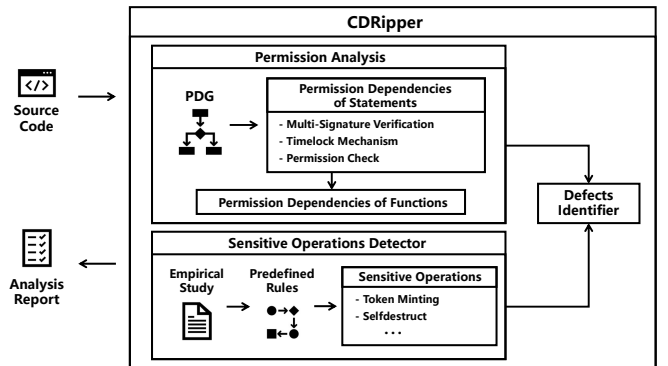 CDRipper
Permission Analysis
</>
Source
Code
PDG
Permission Dependencies
of Statements
- Multi-Signature Verification
- Timelock Mechanism
- Permission Check
Permission Dependencies of Functions
Defects
Identifier
Sensitive Operations Detector
Analysis
Report
Empirical
Study
Predefined
Rules
Sensitive Operations
- Token Minting
- Selfdestruct
...